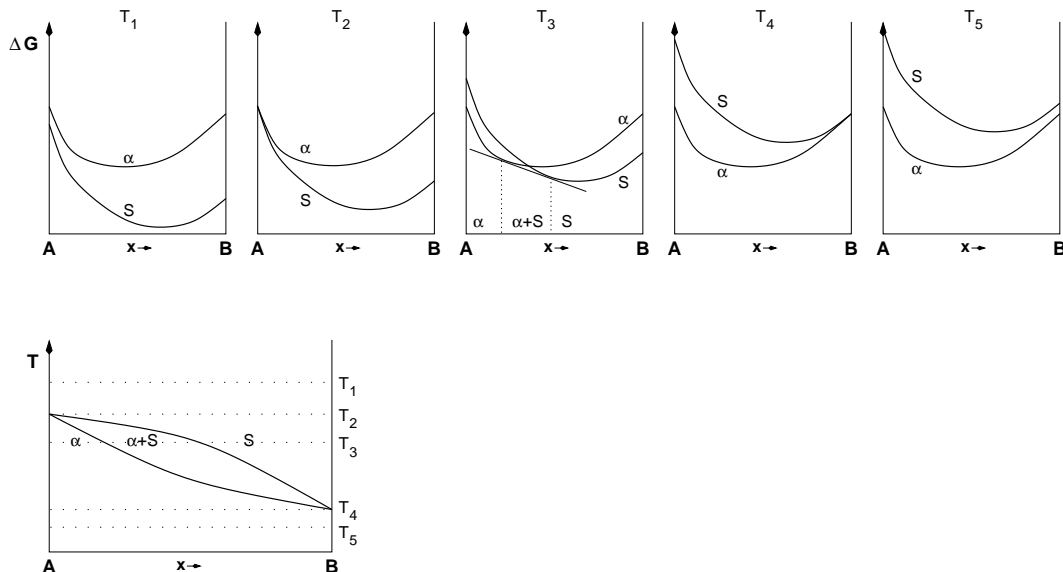 T1 T2 T3 T4 T5
ΔG
α S
α S
α S α α+S S
S α
S α
A x B A x B A x B A x B A x B
T
T1
T2
α α+S S T3
T4
T5
A x B